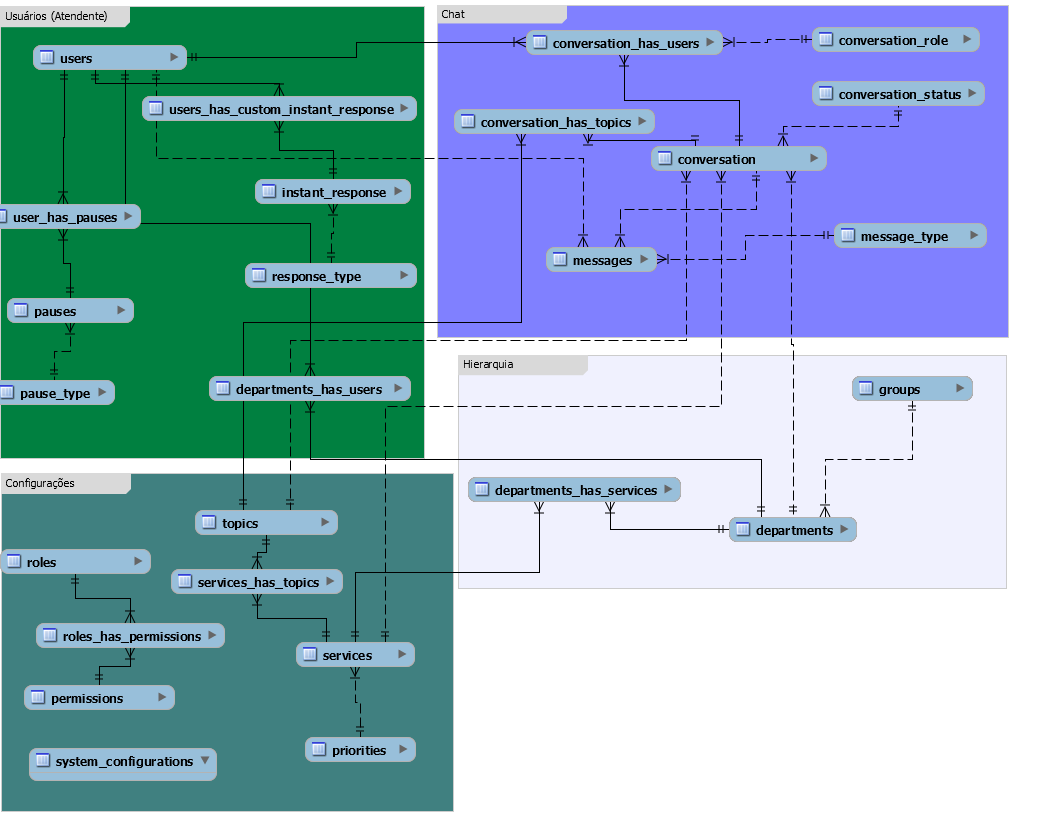 Usuários (Atendente)
users
users_has_custom_instant_response
instant_response
user_has_pauses
response_type
pauses
pause_type
departments_has_users
Chat
conversation_has_users
conversation_role
conversation_status
conversation_has_topics
conversation
message_type
messages
Hierarquia
groups
departments_has_services
departments
Configurações
topics
roles
services_has_topics
roles_has_permissions
services
permissions
priorities
system_configurations